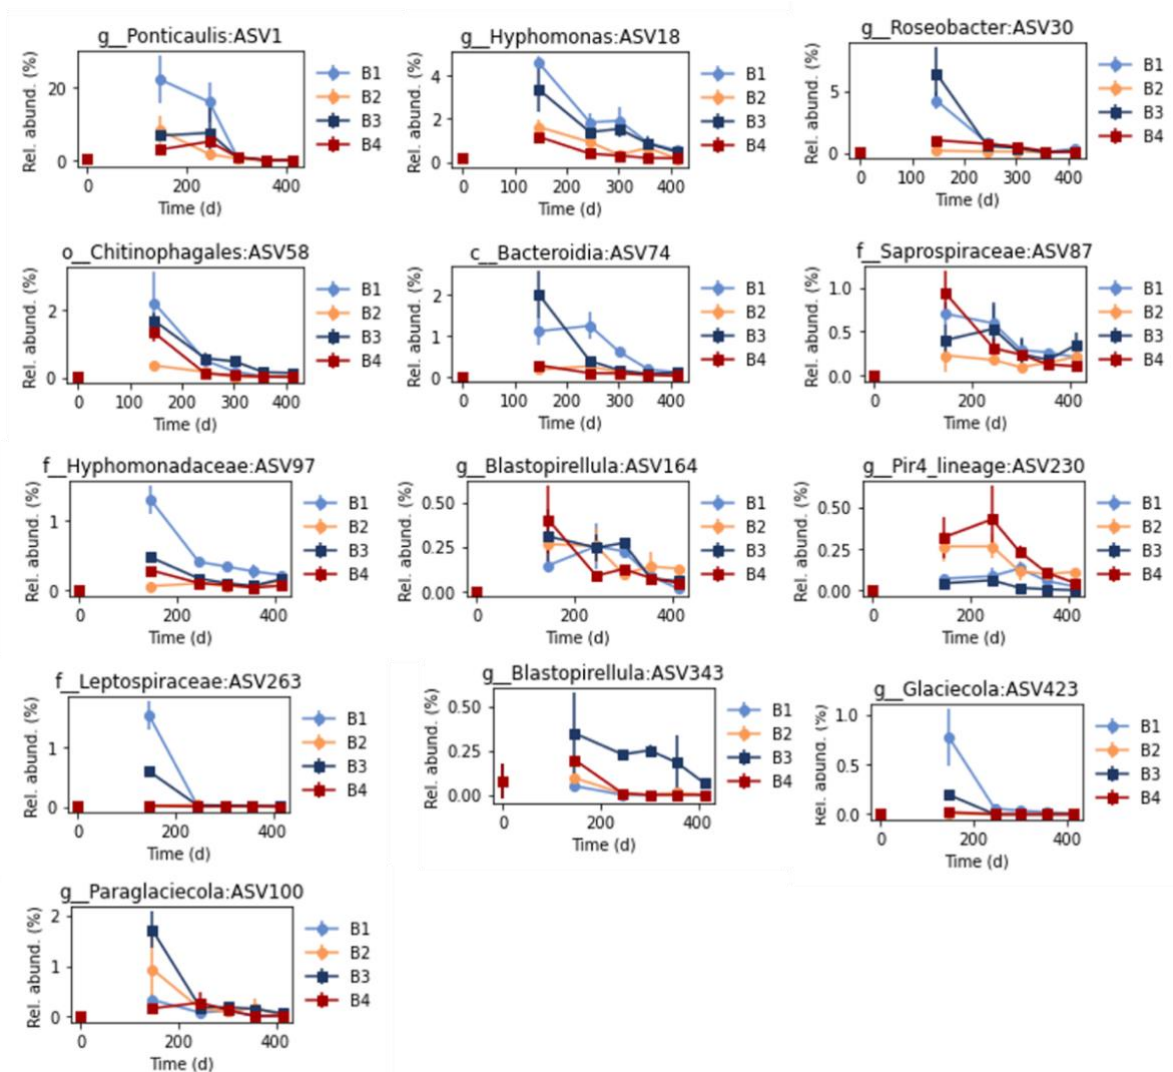 g__Ponticaulis:ASV1
Rel. abund. (%)
20
0
0 200 400
Time (d)
B1
B2
B3
B4
g__Hyphomonas:ASV18
Rel. abund. (%)
4
2
0
0 100 200 300 400
Time (d)
B1
B2
B3
B4
g__Roseobacter:ASV30
Rel. abund. (%)
5
0
0 100 200 300 400
Time (d)
B1
B2
B3
B4
o__Chitinophagales:ASV58
Rel. abund. (%)
2
0
0 100 200 300 400
Time (d)
B1
B2
B3
B4
c__Bacteroidia:ASV74
Rel. abund. (%)
2
1
0
0 100 200 300 400
Time (d)
B1
B2
B3
B4
f__Saprospiraceae:ASV87
Rel. abund. (%)
1.0
0.5
0.0
0 200 400
Time (d)
B1
B2
B3
B4
f__Hyphomonadaceae:ASV97
Rel. abund. (%)
1
0
0 200 400
Time (d)
B1
B2
B3
B4
g__Blastopirellula:ASV164
Rel. abund. (%)
0.50
0.25
0.00
0 200 400
Time (d)
B1
B2
B3
B4
g__Pir4_lineage:ASV230
Rel. abund. (%)
0.50
0.25
0.00
0 200 400
Time (d)
B1
B2
B3
B4
f__Leptospiraceae:ASV263
Rel. abund. (%)
1
0
0 200 400
Time (d)
B1
B2
B3
B4
g__Blastopirellula:ASV343
Rel. abund. (%)
0.50
0.25
0.00
0 200 400
Time (d)
B1
B2
B3
B4
g__Glaciecola:ASV423
Rel. abund. (%)
1.0
0.5
0.0
0 200 400
Time (d)
B1
B2
B3
B4
g__Paraglaciecola:ASV100
Rel. abund. (%)
2
1
0
0 200 400
Time (d)
B1
B2
B3
B4